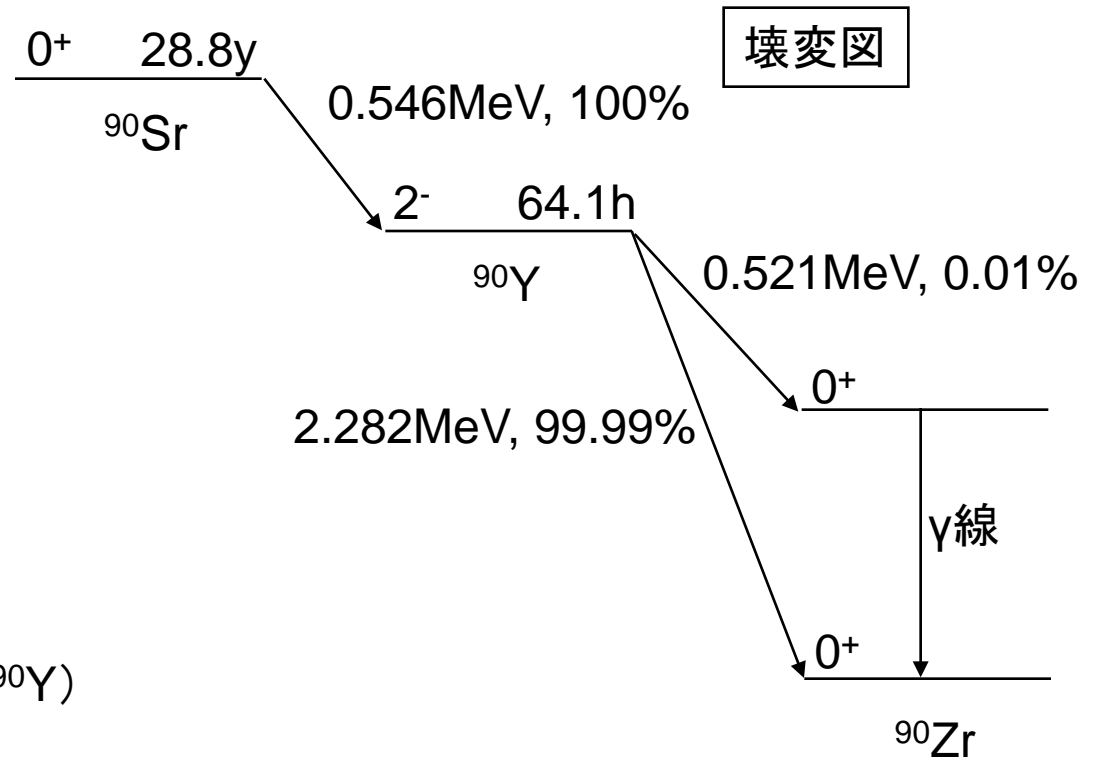 壊変図
0⁺ 28.8y
⁹⁰Sr
0.546MeV, 100%
2⁻ 64.1h
⁹⁰Y
0.521MeV, 0.01%
0⁺
2.282MeV, 99.99%
γ線
0⁺
⁹⁰Zr
⁹⁰Y）